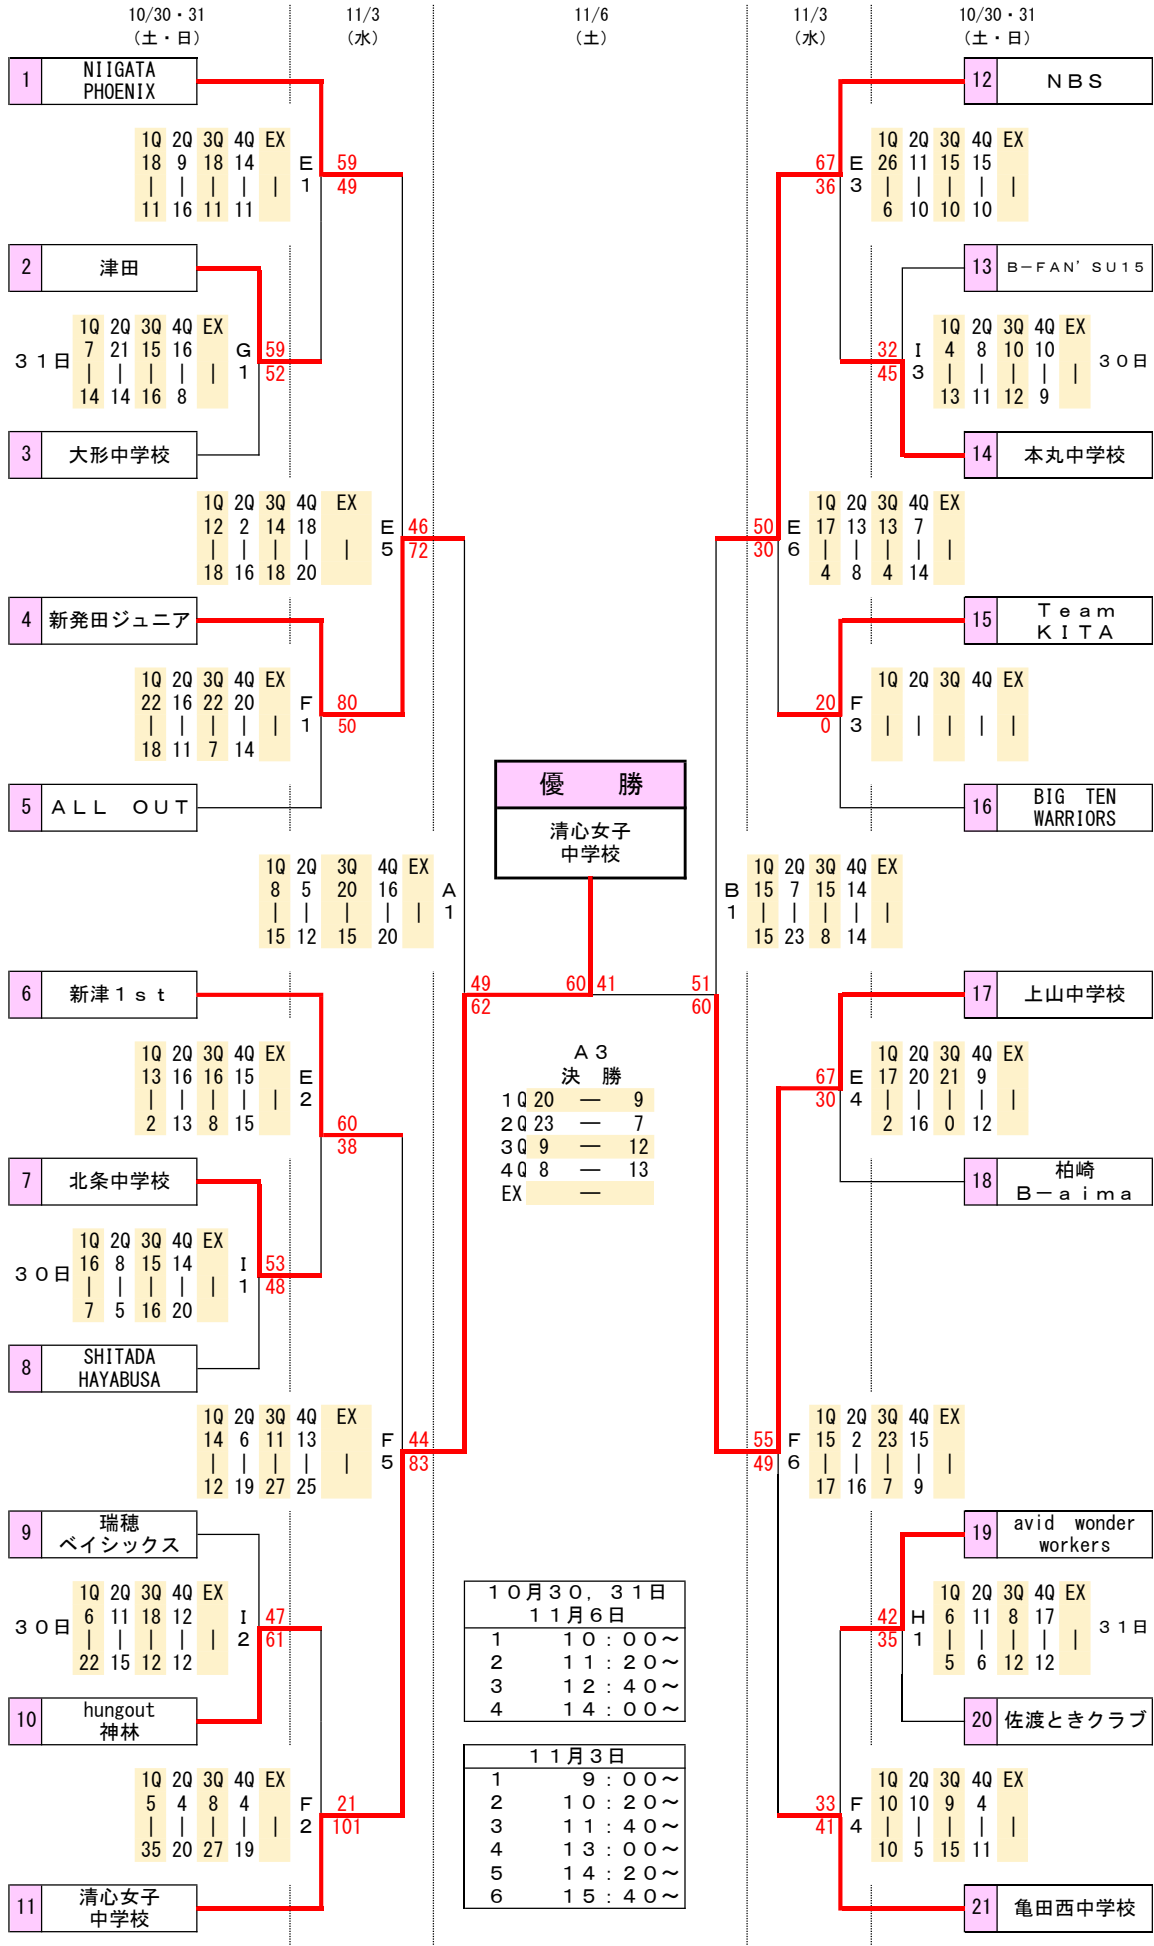 10/30・31
（土・日）
11/3
（水）
11/6
（土）
11/3
（水）
10/30・31
（土・日）
1 NIIGATA
PHOENIX
1Q 2Q 3Q 4Q EX
18 9 18 14
| | | | |
11 16 11 11
E
1
59
49
2 津田
３１日
1Q 2Q 3Q 4Q EX
7 21 15 16
| | | | |
14 14 16 8
G
1
59
52
3 大形中学校
1Q 2Q 3Q 4Q EX
12 2 14 18
| | | | |
18 16 18 20
E
5
46
72
4 新発田ジュニア
1Q 2Q 3Q 4Q EX
22 16 22 20
| | | | |
18 11 7 14
F
1
80
50
5 ＡＬＬ　ＯＵＴ
1Q 2Q 3Q 4Q EX
8 5 20 16
| | | | |
15 12 15 20
A
1
49
62
6 新津１ｓｔ
1Q 2Q 3Q 4Q EX
13 16 16 15
| | | | |
2 13 8 15
E
2
60
38
7 北条中学校
３０日
1Q 2Q 3Q 4Q EX
16 8 15 14
| | | | |
7 5 16 20
I
1
53
48
8 SHITADA
HAYABUSA
1Q 2Q 3Q 4Q EX
14 6 11 13
| | | | |
12 19 27 25
F
5
44
83
9 瑞穂
ベイシックス
３０日
1Q 2Q 3Q 4Q EX
6 11 18 12
| | | | |
22 15 12 12
I
2
47
61
10 hungout
神林
1Q 2Q 3Q 4Q EX
5 4 8 4
| | | | |
35 20 27 19
F
2
21
101
11 清心女子
中学校
優　勝
清心女子
中学校
60 41
Ａ３
決　勝
１Q 20 ― 9
２Q 23 ― 7
３Q 9 ― 12
４Q 8 ― 13
EX ―
１０月３０，３１日
１１月６日
１ １０：００～
２ １１：２０～
３ １２：４０～
４ １４：００～
１１月３日
１ ９：００～
２ １０：２０～
３ １１：４０～
４ １３：００～
５ １４：２０～
６ １５：４０～
12 ＮＢＳ
67
36
E
3
1Q 2Q 3Q 4Q EX
26 11 15 15
| | | | |
6 10 10 10
13 Ｂ－ＦＡＮ’ＳＵ１５
32
45
I
3
1Q 2Q 3Q 4Q EX
4 8 10 10
| | | | |
13 11 12 9
３０日
14 本丸中学校
50
30
E
6
1Q 2Q 3Q 4Q EX
17 13 13 7
| | | | |
4 8 4 14
15 Ｔｅａｍ
ＫＩＴＡ
20
0
F
3
1Q 2Q 3Q 4Q EX
| | | | |
16 BIG TEN
WARRIORS
B
1
1Q 2Q 3Q 4Q EX
15 7 15 14
| | | | |
15 23 8 14
51
60
17 上山中学校
67
30
E
4
1Q 2Q 3Q 4Q EX
17 20 21 9
| | | | |
2 16 0 12
18 柏崎
Ｂ－ａｉｍａ
55
49
F
6
1Q 2Q 3Q 4Q EX
15 2 23 15
| | | | |
17 16 7 9
19 avid wonder
workers
42
35
H
1
1Q 2Q 3Q 4Q EX
6 11 8 17
| | | | |
5 6 12 12
３１日
20 佐渡ときクラブ
33
41
F
4
1Q 2Q 3Q 4Q EX
10 10 9 4
| | | | |
10 5 15 11
21 亀田西中学校